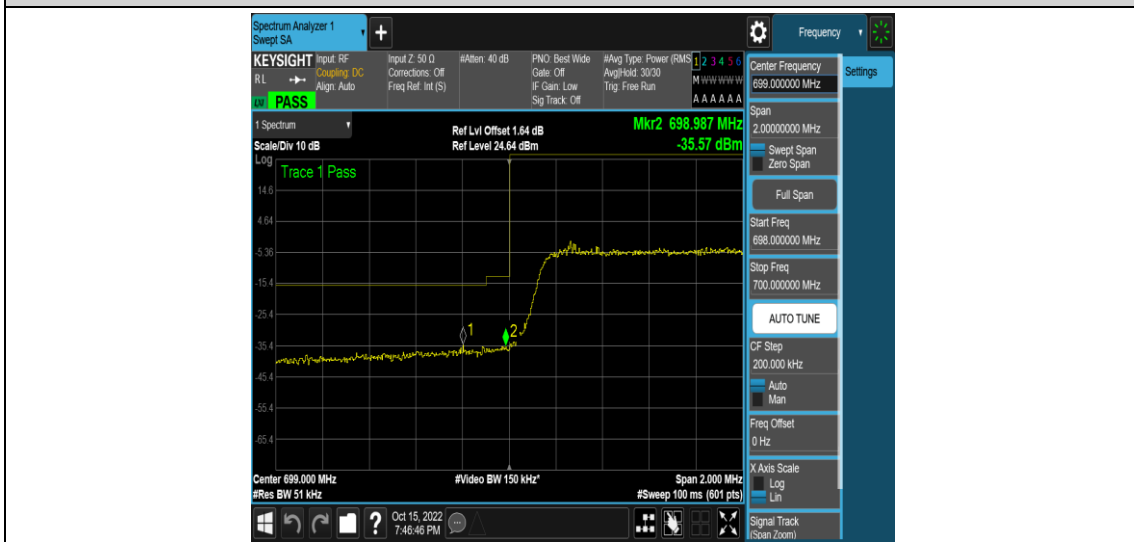 Spectrum Analyzer 1
Swept SA
+
Frequency
KEYSIGHT
RL
PASS
Input: RF
Coupling: DC
Align: Auto
Input Z: 50 Ω
Corrections: Off
Freq Ref: Int (S)
#Atten: 40 dB
PNO: Best Wide
Gate: Off
IF Gain: Low
Sig Track: Off
#Avg Type: Power (RMS
Avg|Hold: 30/30
Trig: Free Run
1 2 3 4 5 6
M W W W W W
A A A A A A
1 Spectrum
Scale/Div 10 dB
Ref Lvl Offset 1.64 dB
Ref Level 24.64 dBm
Mkr2 698.987 MHz
-35.57 dBm
Log
Trace 1 Pass
14.6
4.64
-5.36
-15.4
-25.4
-35.4
-45.4
-55.4
-65.4
1
2
Center 699.000 MHz
#Video BW 150 kHz*
Span 2.000 MHz
#Res BW 51 kHz
#Sweep 100 ms (601 pts)
?
Oct 15, 2022
7:46:46 PM
Center Frequency
699.000000 MHz
Settings
Span
2.00000000 MHz
Swept Span
Zero Span
Full Span
Start Freq
698.000000 MHz
Stop Freq
700.000000 MHz
AUTO TUNE
CF Step
200.000 kHz
Auto
Man
Freq Offset
0 Hz
X Axis Scale
Log
Lin
Signal Track
(Span Zoom)